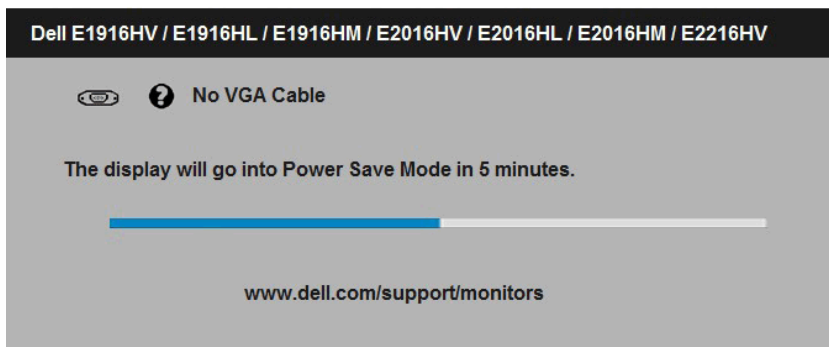 Dell E1916HV / E1916HL / E1916HM / E2016HV / E2016HL / E2016HM / E2216HV
? No VGA Cable
The display will go into Power Save Mode in 5 minutes.
www.dell.com/support/monitors